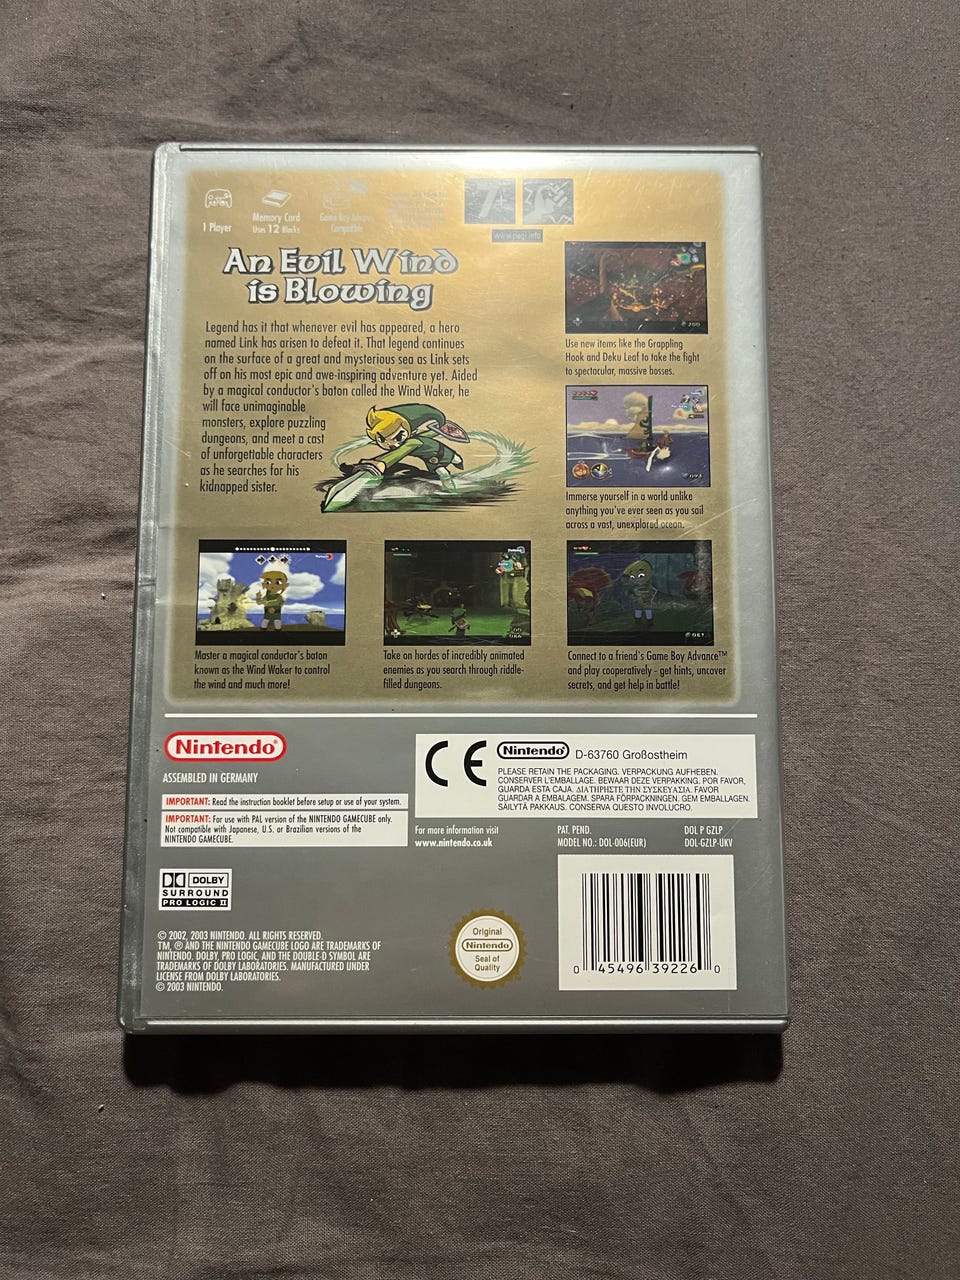 1 Player
Memory Card
Uses 12 Blocks
Game Boy Advance
Compatible
7+
www.pegi.info
An Evil Wind
is Blowing
Legend has it that whenever evil has appeared, a hero
named Link has arisen to defeat it. That legend continues
on the surface of a great and mysterious sea as Link sets
off on his most epic and awe-inspiring adventure yet. Aided
by a magical conductor's baton called the Wind Waker, he
will face unimaginable
monsters, explore puzzling
dungeons, and meet a cast
of unforgettable characters
as he searches for his
kidnapped sister.
Use new items like the Grappling
Hook and Deku Leaf to take the fight
to spectacular, massive bosses.
Immerse yourself in a world unlike
anything you've ever seen as you sail
across a vast, unexplored ocean.
Master a magical conductor's baton
known as the Wind Waker to control
the wind and much more!
Take on hordes of incredibly animated
enemies as you search through riddle-
filled dungeons.
Connect to a friend's Game Boy Advance™
and play cooperatively - get hints, uncover
secrets, and get help in battle!
Nintendo®
ASSEMBLED IN GERMANY
IMPORTANT: Read the instruction booklet before setup or use of your system.
IMPORTANT: For use with PAL version of the NINTENDO GAMECUBE only.
Not compatible with Japanese, U.S. or Brazilian versions of the
NINTENDO GAMECUBE.
CE
Nintendo® D-63760 Großostheim
PLEASE RETAIN THE PACKAGING. VERPACKUNG AUFHEBEN.
CONSERVER L'EMBALLAGE. BEWAAR DEZE VERPAKKING. POR FAVOR,
GUARDA ESTA CAJA. ΔΙΑΤΗΡΗΣΤΕ ΤΗΝ ΣΥΣΚΕΥΑΣΙΑ. FAVOR
GUARDAR A EMBALAGEM. SPARA FÖRPACKNINGEN. GEM EMBALLAGEN.
SÄILYTÄ PAKKAUS. CONSERVA QUESTO INVOLUCRO.
For more information visit
www.nintendo.co.uk
PAT. PEND.
MODEL NO.: DOL-006(EUR)
DOL P GZLP
DOL-GZLP-UKV
DOLBY
SURROUND
PRO LOGIC II
© 2002, 2003 NINTENDO. ALL RIGHTS RESERVED.
TM, ® AND THE NINTENDO GAMECUBE LOGO ARE TRADEMARKS OF
NINTENDO. DOLBY, PRO LOGIC, AND THE DOUBLE-D SYMBOL ARE
TRADEMARKS OF DOLBY LABORATORIES. MANUFACTURED UNDER
LICENSE FROM DOLBY LABORATORIES.
© 2003 NINTENDO.
Original
Nintendo
Seal of
Quality
0 45496 39226 0